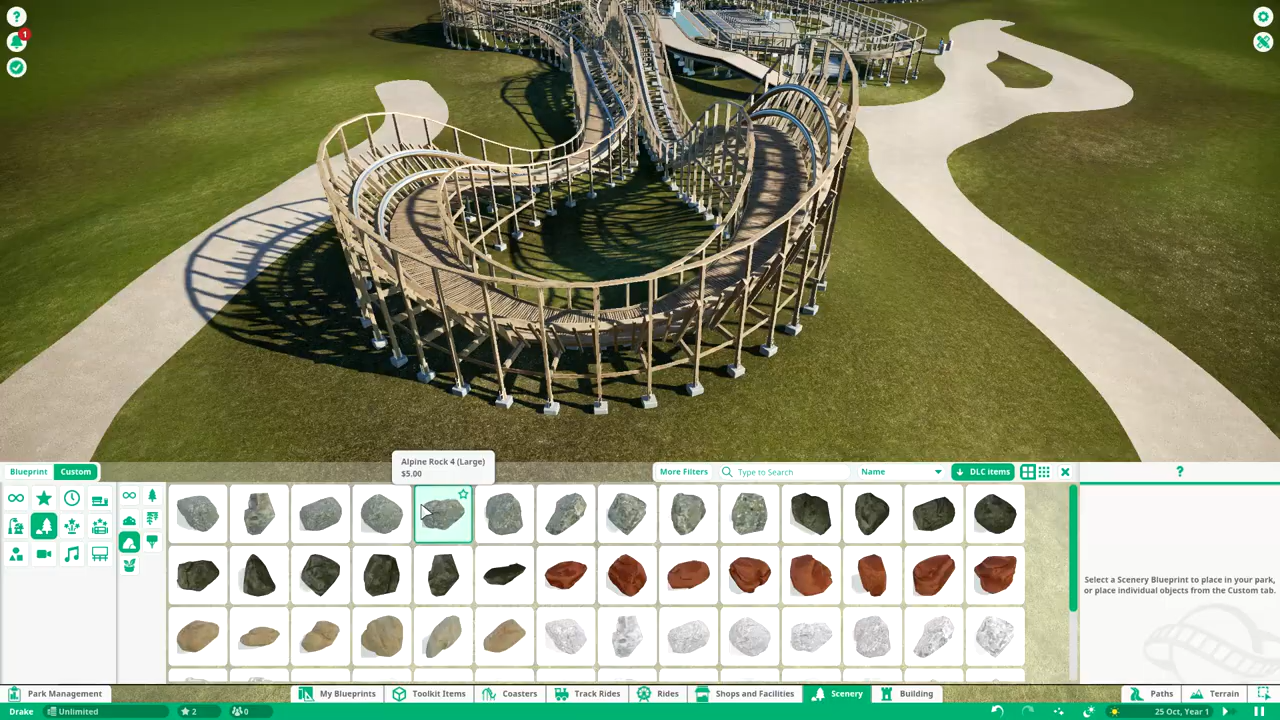 ?
1
Alpine Rock 4 (Large)
$5.00
Blueprint
Custom
More Filters
Type to Search
Name
DLC items
?
Select a Scenery Blueprint to place in your park,
or place individual objects from the Custom tab.
Park Management
My Blueprints
Toolkit Items
Coasters
Track Rides
Rides
Shops and Facilities
Scenery
Building
Paths
Terrain
Drake
Unlimited
2
0
25 Oct, Year 1